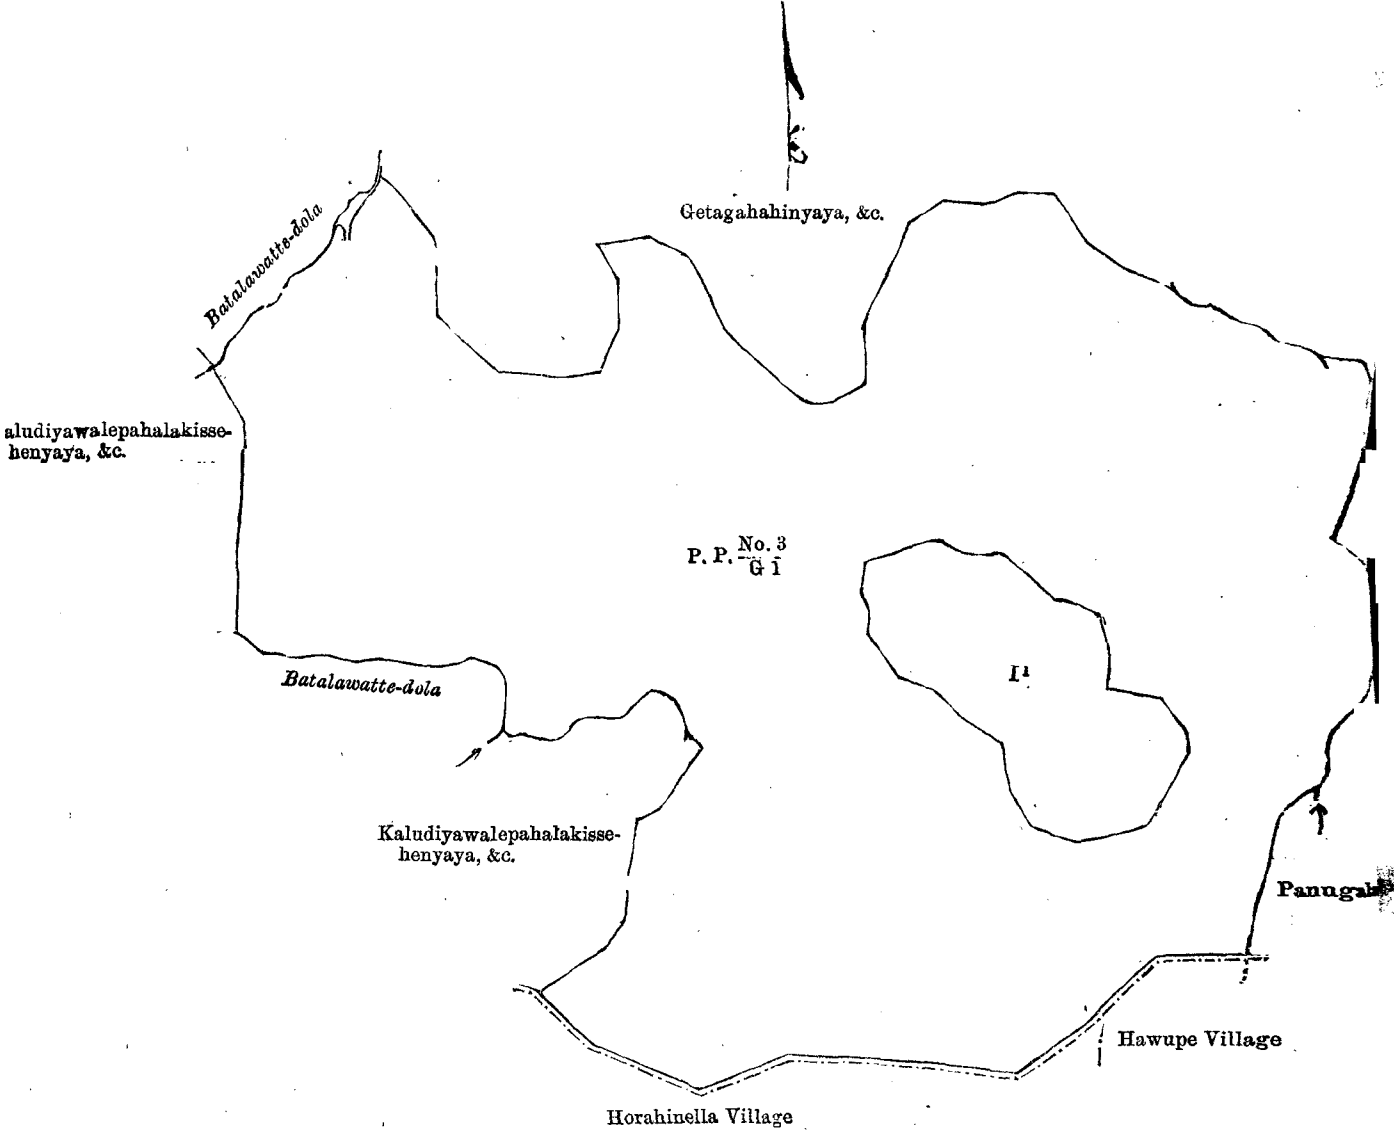 Getagahahinyaya, &c.
Batalawatte-dola
aludiyawalepahalakisse-
henyaya, &c.
P. P. No. 3
G 1
I¹
Batalawatte-dola
Kaludiyawalepahalakisse-
henyaya, &c.
Hawupe Village
Horahinella Village